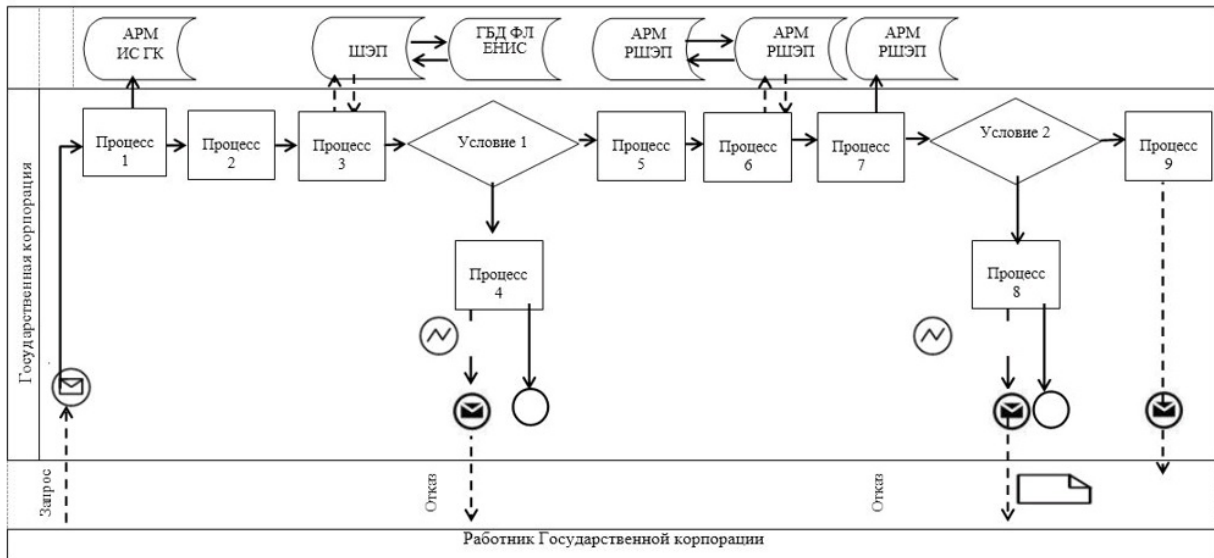 АРМ
ИС ГК
ШЭП
ГБД ФЛ
ЕНИС
АРМ
РШЭП
АРМ
РШЭП
АРМ
РШЭП
Государственная корпорация
Процесс
1
Процесс
2
Процесс
3
Условие 1
Процесс
5
Процесс
6
Процесс
7
Условие 2
Процесс
9
Процесс
4
Процесс
8
Запрос
Отказ
Отказ
Работник Государственной корпорации